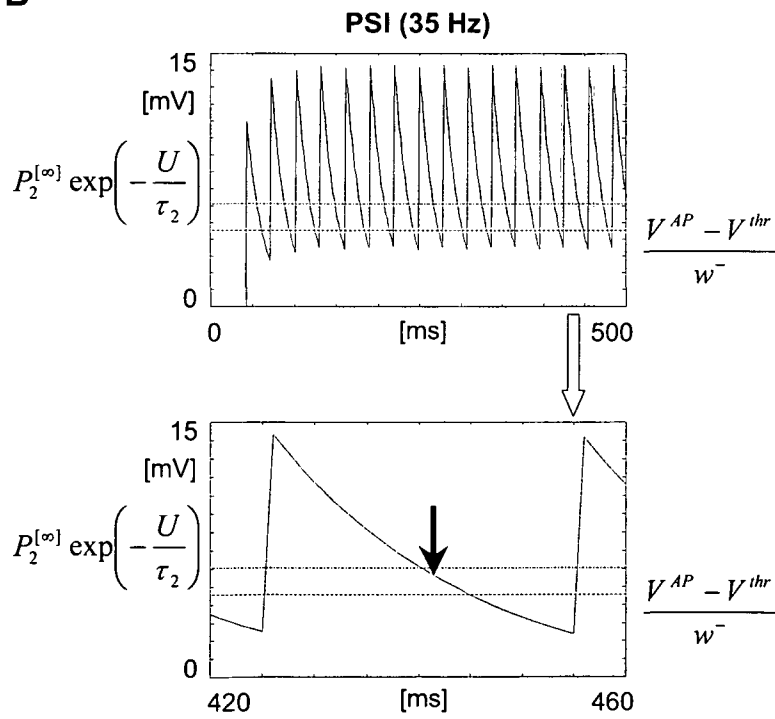 B
PSI (35 Hz)
15
[mV]
P₂^[∞] exp(−U/τ₂)
0
0
[ms]
500
V^AP − V^thr
w⁻
15
[mV]
P₂^[∞] exp(−U/τ₂)
0
420
[ms]
460
V^AP − V^thr
w⁻